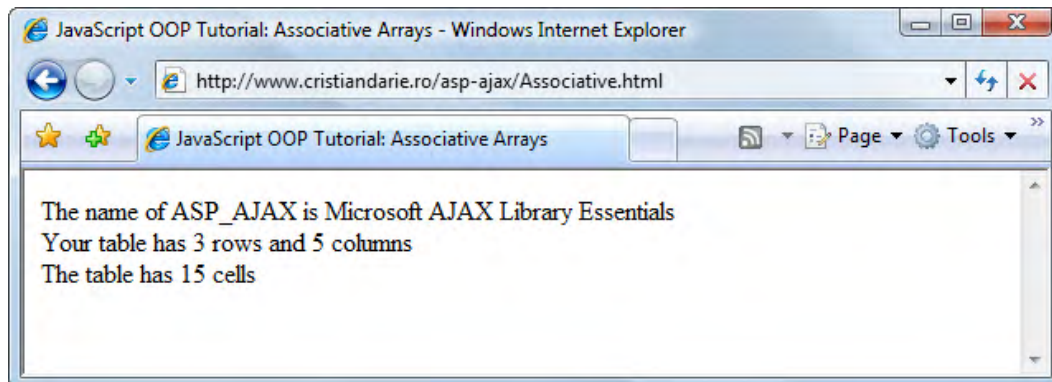 JavaScript OOP Tutorial: Associative Arrays - Windows Internet Explorer
http://www.cristiandarie.ro/asp-ajax/Associative.html
JavaScript OOP Tutorial: Associative Arrays
Page
Tools
The name of ASP_AJAX is Microsoft AJAX Library Essentials
Your table has 3 rows and 5 columns
The table has 15 cells